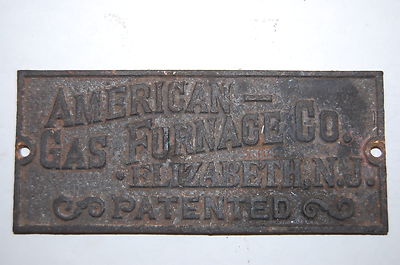 AMERICAN—
GAS FURNACE CO.
·ELIZABETH, N.J.
PATENTED